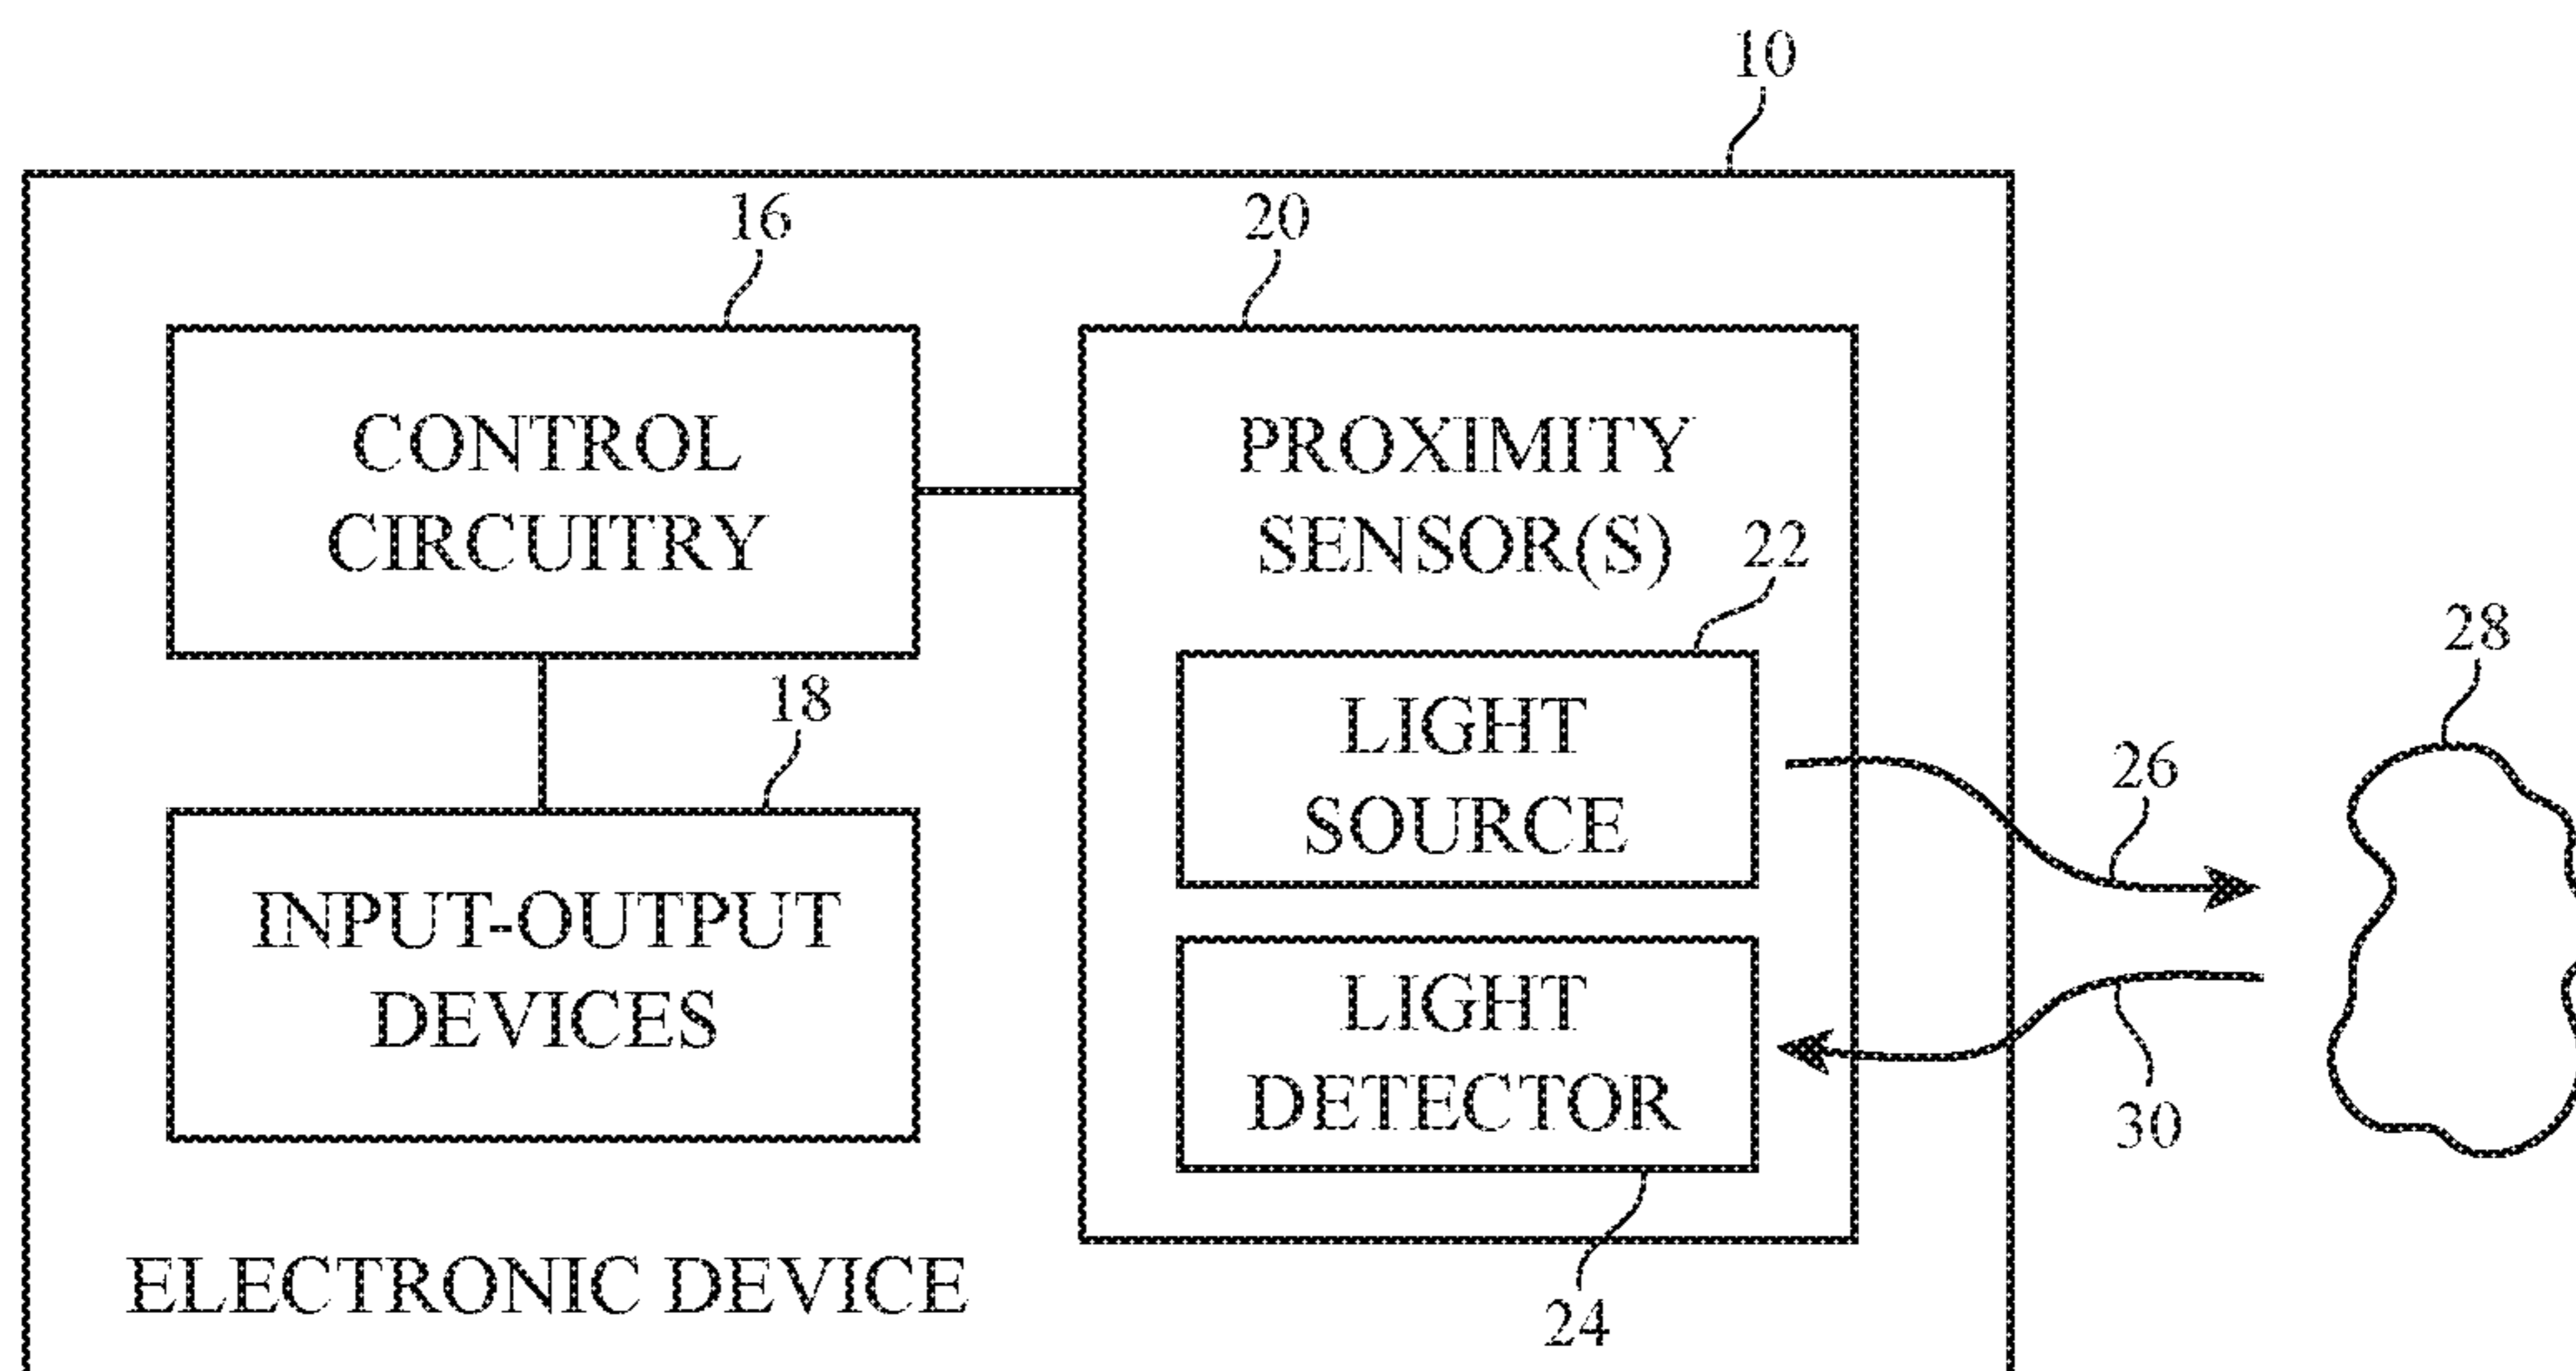 10
16
20
CONTROL
CIRCUITRY
PROXIMITY
SENSOR(S)
22
18
LIGHT
SOURCE
28
26
INPUT-OUTPUT
DEVICES
LIGHT
DETECTOR
30
ELECTRONIC DEVICE
24